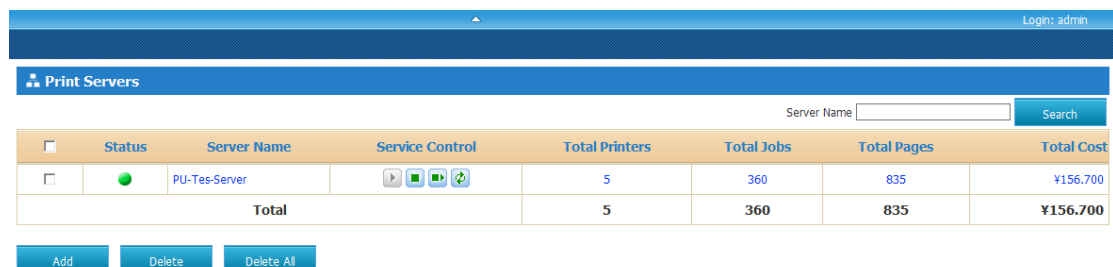 Login: admin
Print Servers
Server Name Search
Status Server Name Service Control Total Printers Total Jobs Total Pages Total Cost
PU-Tes-Server 5 360 835 ¥156.700
Total 5 360 835 ¥156.700
Add Delete Delete All